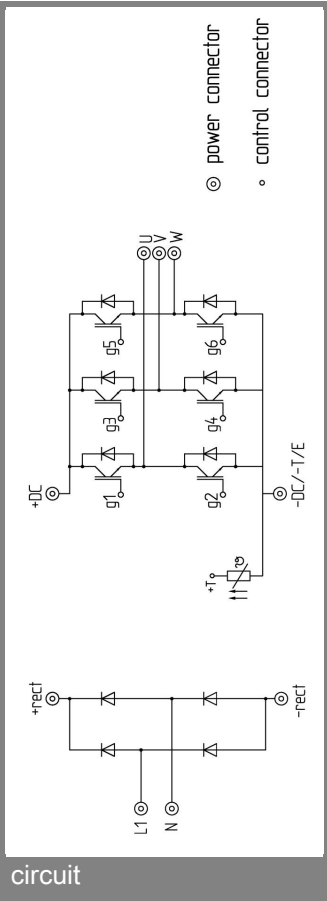 power connector
control connector
U
V
W
g5
g6
g3
g4
g1
g2
+DC
-DC/-T/E
+T
ϑ
+rect
-rect
L1
N
circuit